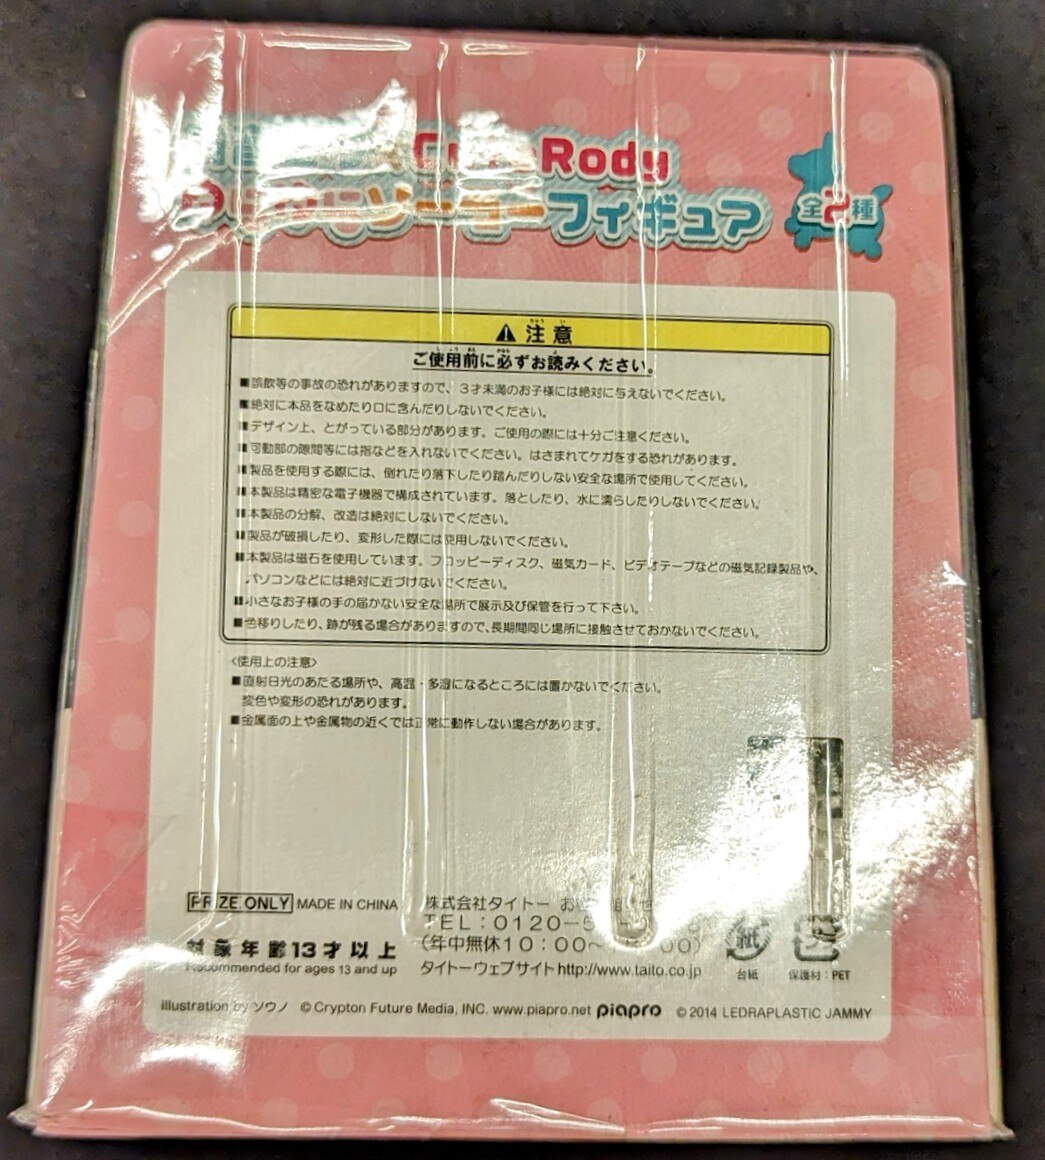 Rody
ソーラーフィギュア
全2種
注意
ちゅう い
ご使用前に必ずお読みください。
■誤飲等の事故の恐れがありますので、3才未満のお子様には絶対に与えないでください。
■絶対に本品をなめたり口に含んだりしないでください。
■デザイン上、とがっている部分があります。ご使用の際には十分ご注意ください。
■可動部の隙間等には指などを入れないでください。はさまれてケガをする恐れがあります。
■製品を使用する際には、倒れたり落下したり踏んだりしない安全な場所で使用してください。
■本製品は精密な電子機器で構成されています。落としたり、水に濡らしたりしないでください。
■本製品の分解、改造は絶対にしないでください。
■製品が破損したり、変形した際には使用しないでください。
■本製品は磁石を使用しています。フロッピーディスク、磁気カード、ビデオテープなどの磁気記録製品や、
パソコンなどには絶対に近づけないでください。
■小さなお子様の手の届かない安全な場所で展示及び保管を行って下さい。
■色移りしたり、跡が残る場合がありますので、長期間同じ場所に接触させておかないでください。
<使用上の注意>
■直射日光のあたる場所や、高温・多湿になるところには置かないでください。
変色や変形の恐れがあります。
■金属面の上や金属物の近くでは正常に動作しない場合があります。
PRIZE ONLY MADE IN CHINA
対象年齢13才以上
Recommended for ages 13 and up
株式会社タイトー
TEL:0120-5
(年中無休10:00～ :00)
タイトーウェブサイト http://www.taito.co.jp
紙
台紙
保護材:PET
illustration by ソウノ ©Crypton Future Media, INC. www.piapro.net piapro ©2014 LEDRAPLASTIC JAMMY